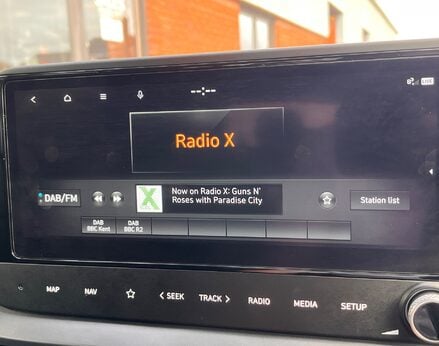 --:--
LIVE
Radio X
DAB/FM
X
Now on Radio X: Guns N'
Roses with Paradise City
Station list
DAB
BBC Kent
DAB
BBC R2
MAP
NAV
< SEEK
TRACK >
RADIO
MEDIA
SETUP